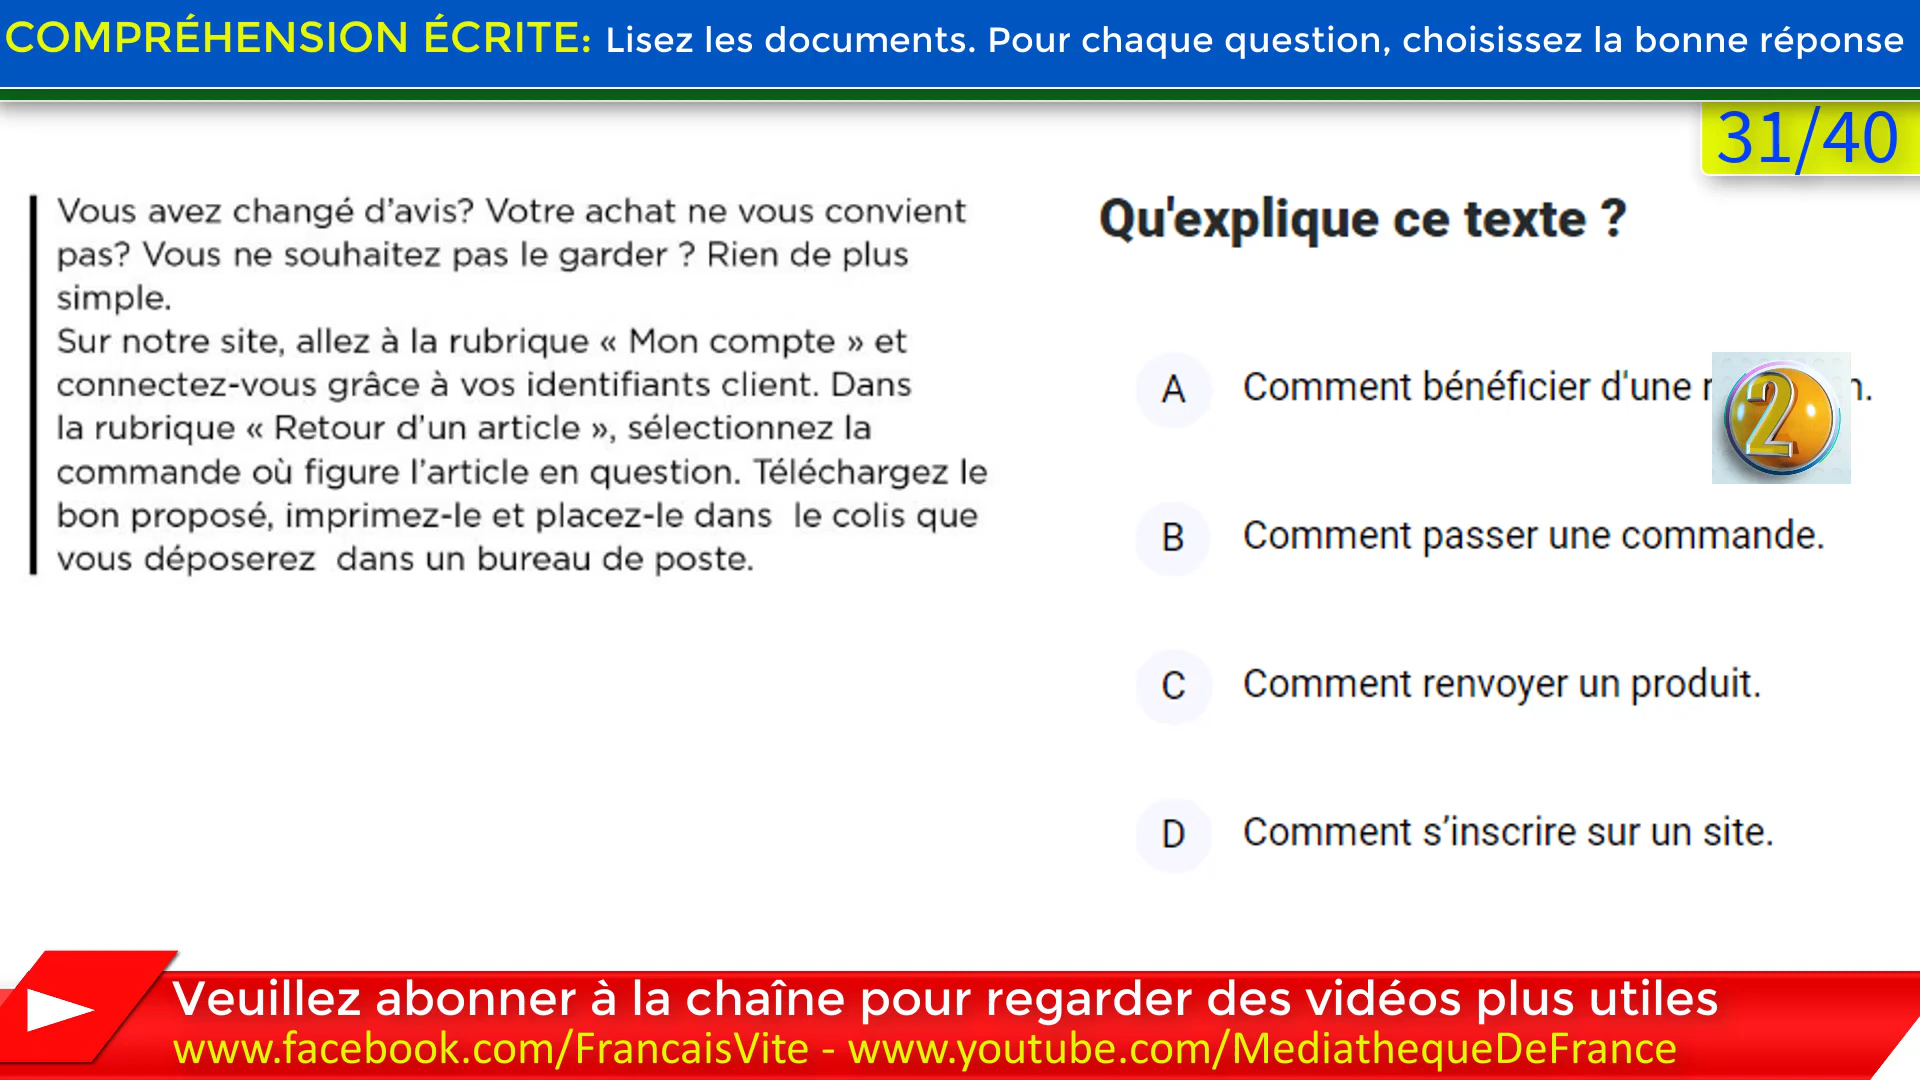 COMPRÉHENSION ÉCRITE: Lisez les documents. Pour chaque question, choisissez la bonne réponse
31/40
Vous avez changé d’avis? Votre achat ne vous convient
pas? Vous ne souhaitez pas le garder ? Rien de plus
simple.
Sur notre site, allez à la rubrique « Mon compte » et
connectez-vous grâce à vos identifiants client. Dans
la rubrique « Retour d’un article », sélectionnez la
commande où figure l’article en question. Téléchargez le
bon proposé, imprimez-le et placez-le dans le colis que
vous déposerez dans un bureau de poste.
Qu'explique ce texte ?
A Comment bénéficier d'une
2
B Comment passer une commande.
C Comment renvoyer un produit.
D Comment s’inscrire sur un site.
Veuillez abonner à la chaîne pour regarder des vidéos plus utiles
www.facebook.com/FrancaisVite - www.youtube.com/MediathequeDeFrance